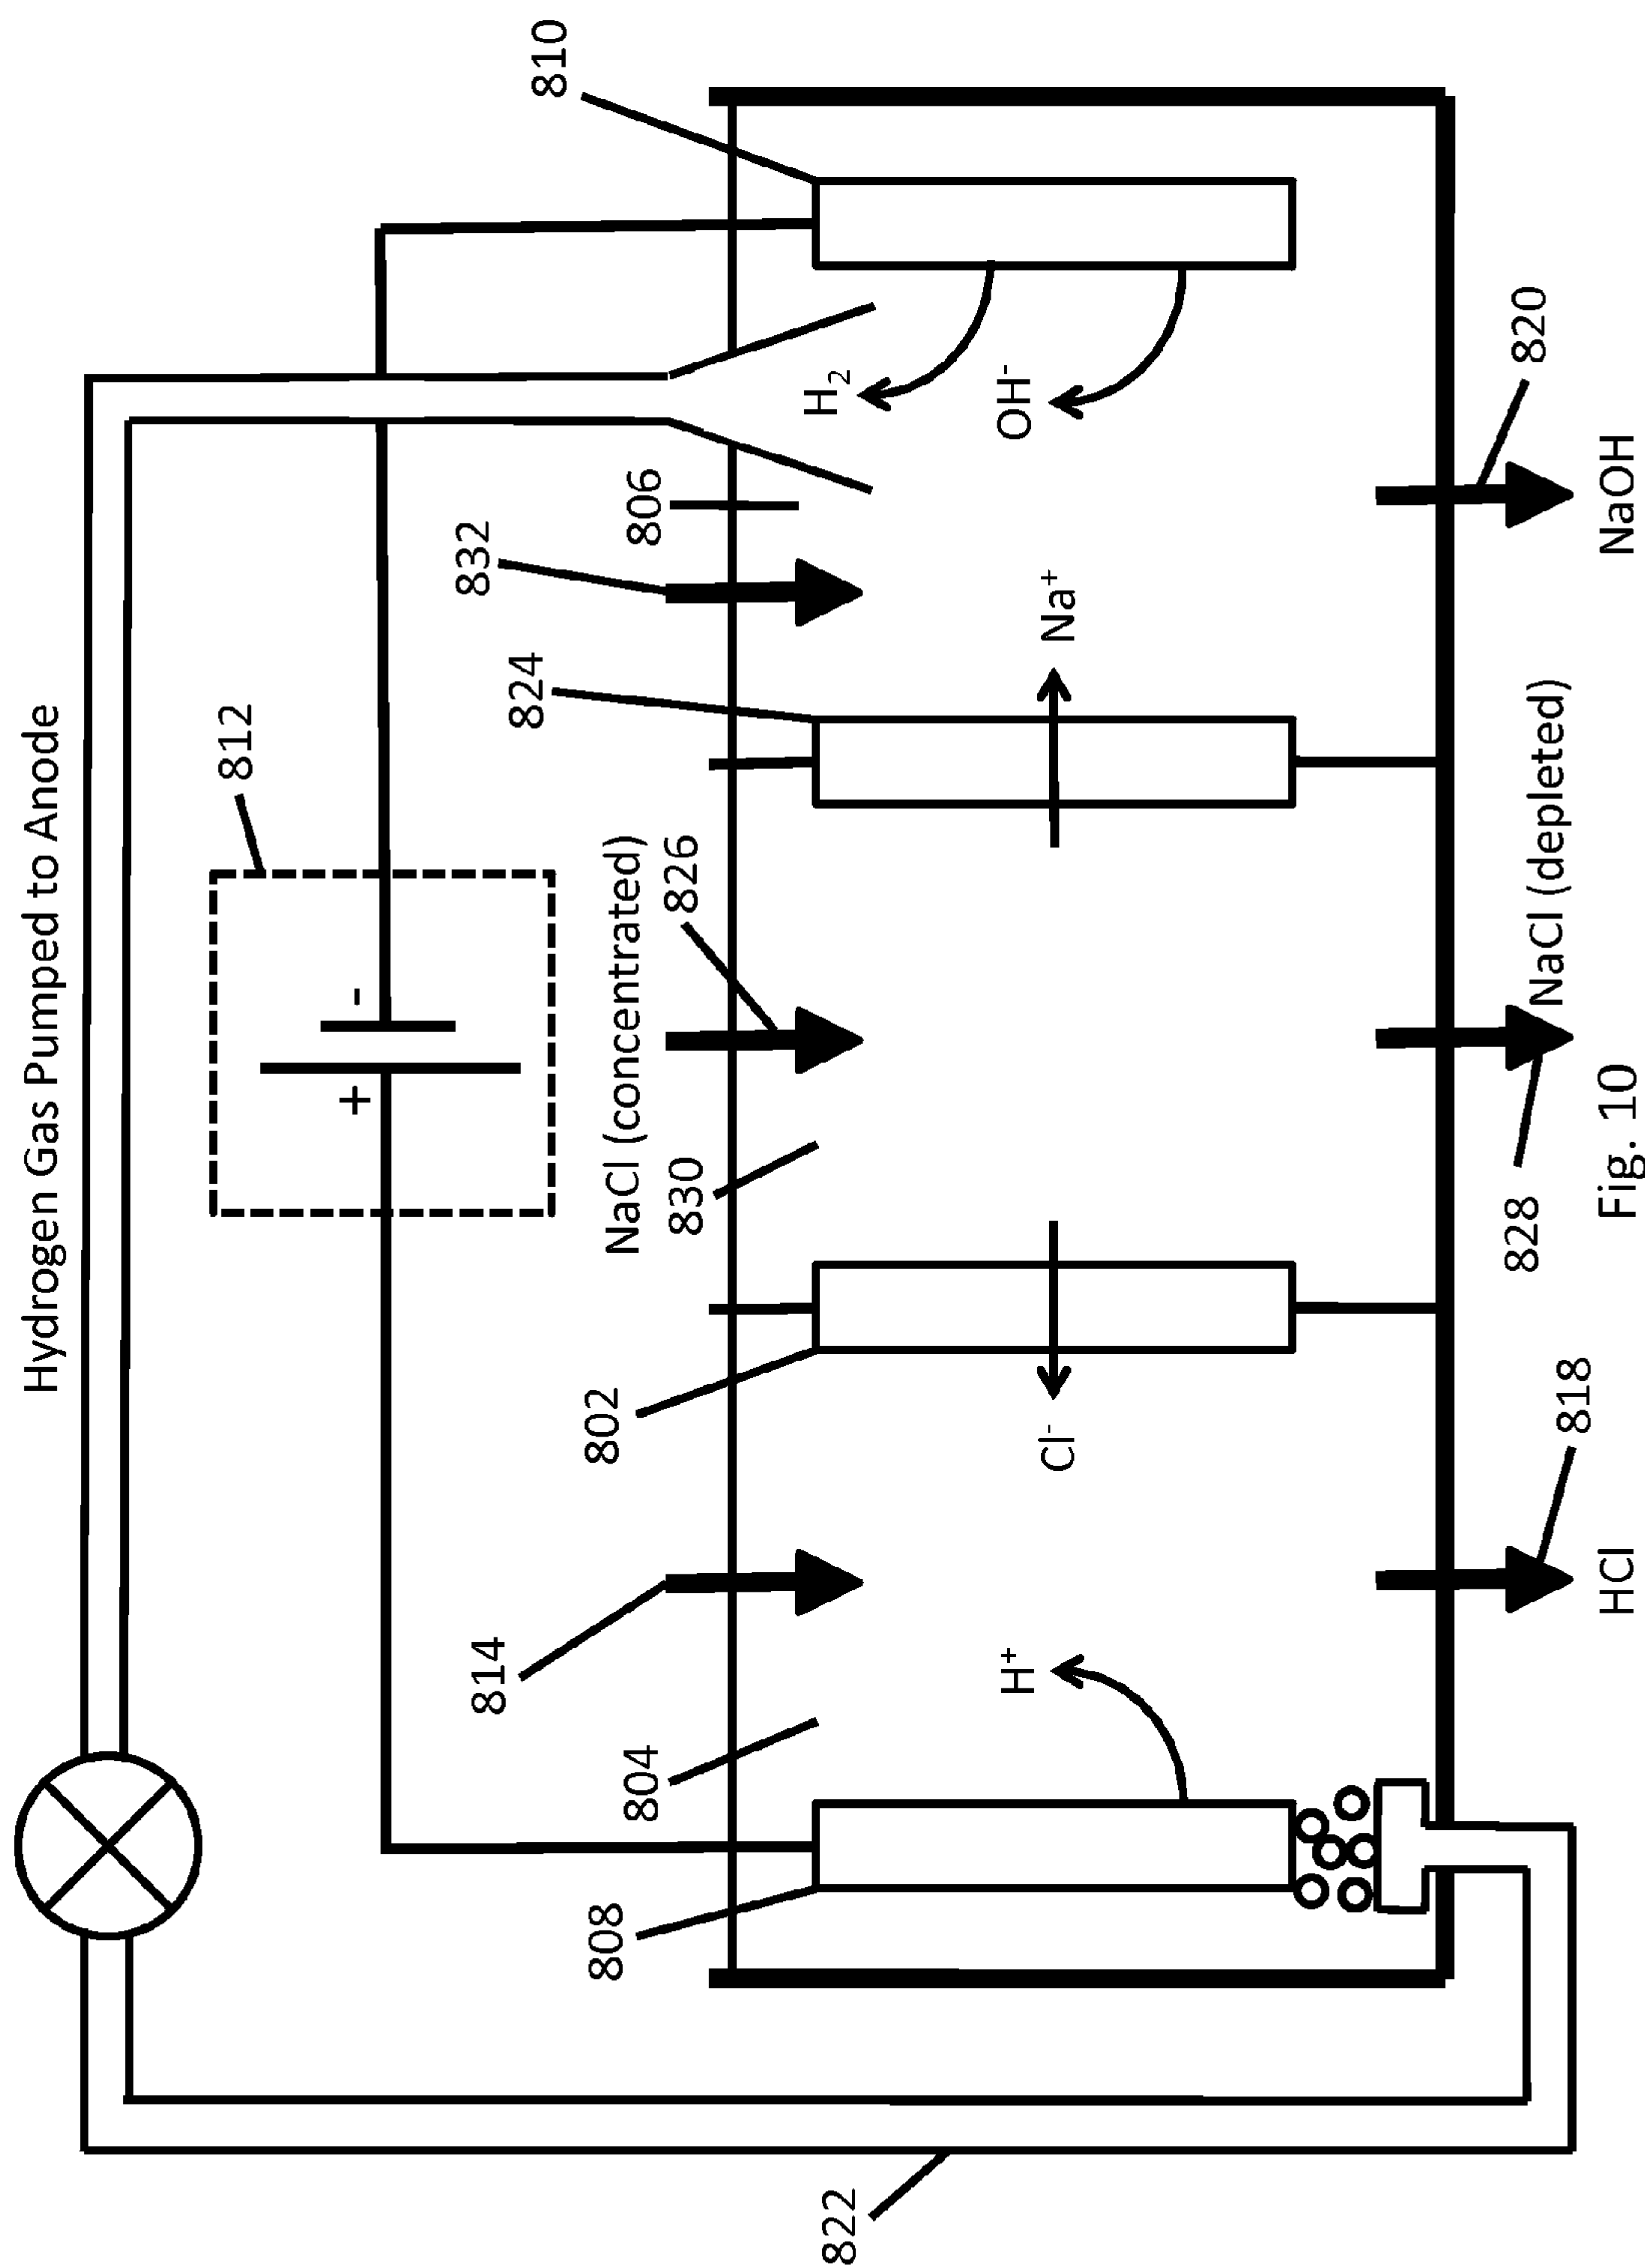 Hydrogen Gas Pumped to Anode
812
+ -
832
814
824
810
808
802
NaCl (concentrated)
806
804
830
826
H₂
822
H⁺
OH⁻
Cl⁻
Na⁺
828
820
NaCl (depleted)
818
HCl
NaOH
Fig. 10